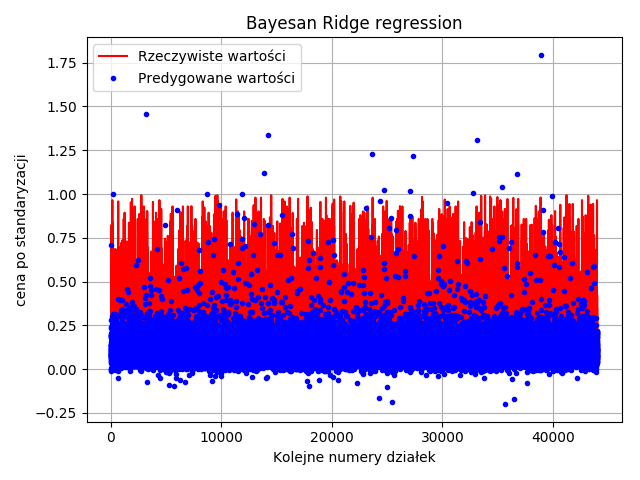 Bayesan Ridge regression
Rzeczywiste wartości
Predygowane wartości
cena po standaryzacji
1.75
1.50
1.25
1.00
0.75
0.50
0.25
0.00
−0.25
0 10000 20000 30000 40000
Kolejne numery działek